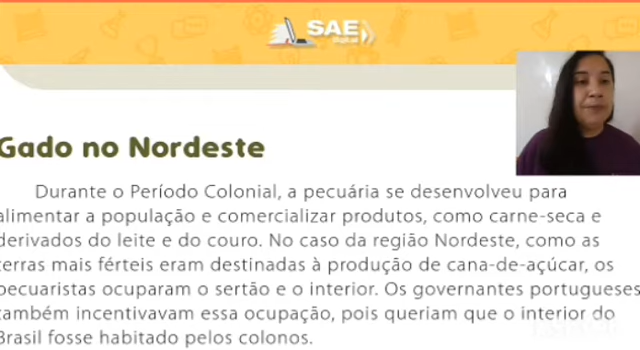 SAE
Gado no Nordeste
Durante o Período Colonial, a pecuária se desenvolveu para
alimentar a população e comercializar produtos, como carne-seca e
derivados do leite e do couro. No caso da região Nordeste, como as
terras mais férteis eram destinadas à produção de cana-de-açúcar, os
pecuaristas ocuparam o sertão e o interior. Os governantes portugueses
também incentivavam essa ocupação, pois queriam que o interior do
Brasil fosse habitado pelos colonos.